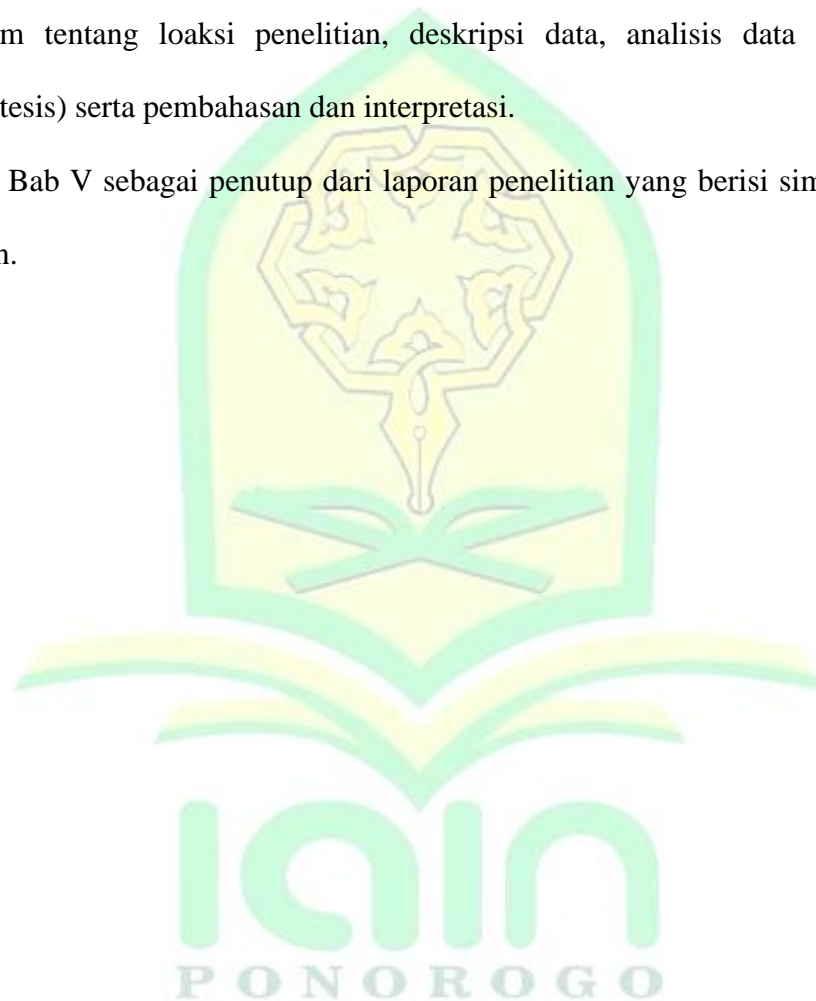 m tentang loaksi penelitian, deskripsi data, analisis data
tesis) serta pembahasan dan interpretasi.
Bab V sebagai penutup dari laporan penelitian yang berisi sim
n.
iain
PONOROGO